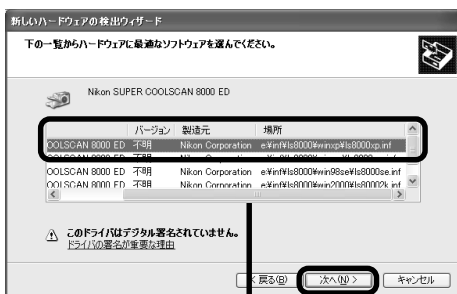 新しいハードウェアの検出ウィザード
下の一覧からハードウェアに最適なソフトウェアを選んでください。
Nikon SUPER COOLSCAN 8000 ED
バージョン 製造元 場所
OOLSCAN 8000 ED 不明 Nikon Corporation e:¥inf¥ls8000¥winxp¥ls8000xp.inf
OOLSCAN 8000 ED 不明 Nikon Corporation e:¥inf¥ls8000¥win98se¥ls8000se.inf
OOLSCAN 8000 ED 不明 Nikon Corporation e:¥inf¥ls8000¥win2000¥ls80002k.inf
このドライバはデジタル署名されていません。
ドライバの署名が重要な理由
< 戻る(B) 次へ(N) > キャンセル